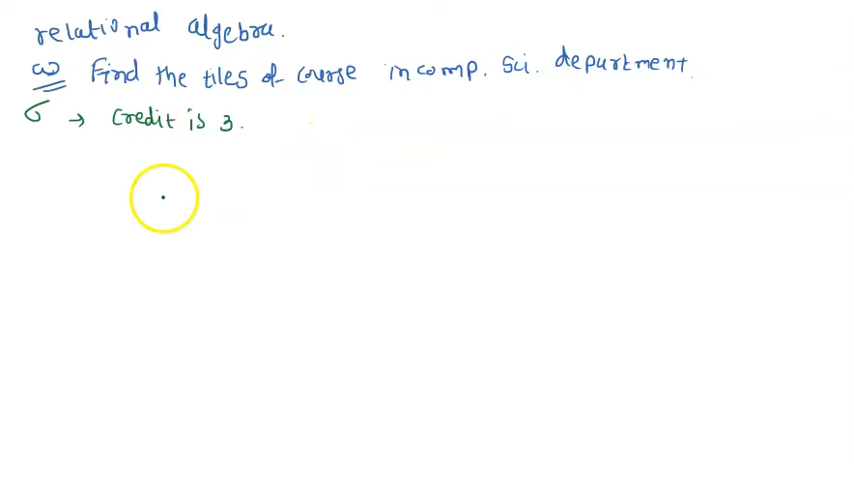 relational algebra.
a) Find the tiles of course in comp. Sci. department.
σ → Credit is 3.